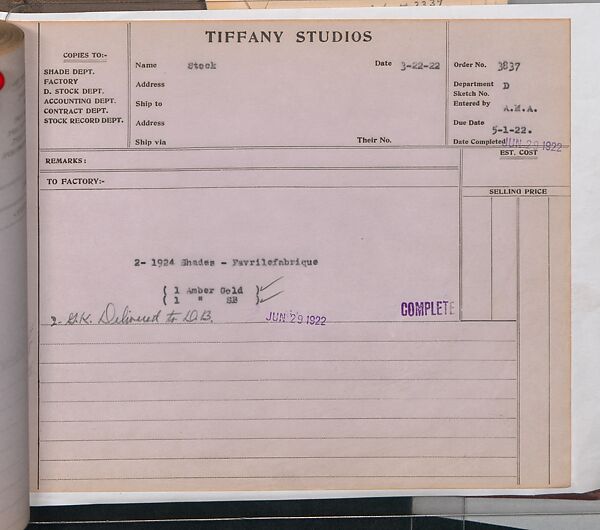 TIFFANY STUDIOS
COPIES TO:-
SHADE DEPT.
FACTORY
D. STOCK DEPT.
ACCOUNTING DEPT.
CONTRACT DEPT.
STOCK RECORD DEPT.
Name Stock Date 3-22-22
Address
Ship to
Address
Ship via Their No.
Order No. 3837
Department D
Sketch No.
Entered by A.M.A.
Due Date 5-1-22.
Date Completed JUN 29 1922
REMARKS:
EST. COST
TO FACTORY:-
SELLING PRICE
2- 1924 Shades - Favrilefabrique
{ 1 Amber Gold } ✓
{ 1 " SB } ✓
COMPLETE
2- G.K. Delivered to D.B. JUN 29 1922